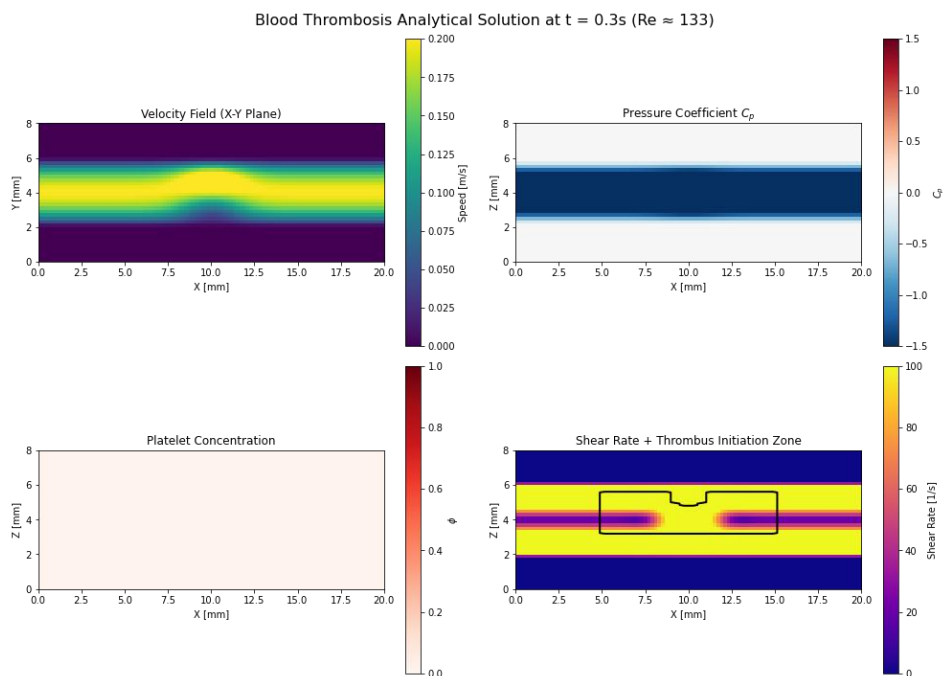 Blood Thrombosis Analytical Solution at t = 0.3s (Re ≈ 133)
Velocity Field (X-Y Plane)
8
6
4
2
0
Y [mm]
0.0 2.5 5.0 7.5 10.0 12.5 15.0 17.5 20.0
X [mm]
0.200
0.175
0.150
0.125
0.100
0.075
0.050
0.025
0.000
Speed [m/s]
Pressure Coefficient Cₚ
8
6
4
2
0
Z [mm]
0.0 2.5 5.0 7.5 10.0 12.5 15.0 17.5 20.0
X [mm]
1.5
1.0
0.5
0.0
−0.5
−1.0
−1.5
Cₚ
Platelet Concentration
8
6
4
2
0
Z [mm]
0.0 2.5 5.0 7.5 10.0 12.5 15.0 17.5 20.0
X [mm]
1.0
0.8
0.6
0.4
0.2
0.0
ϕ
Shear Rate + Thrombus Initiation Zone
8
6
4
2
0
Z [mm]
0.0 2.5 5.0 7.5 10.0 12.5 15.0 17.5 20.0
X [mm]
100
80
60
40
20
0
Shear Rate [1/s]